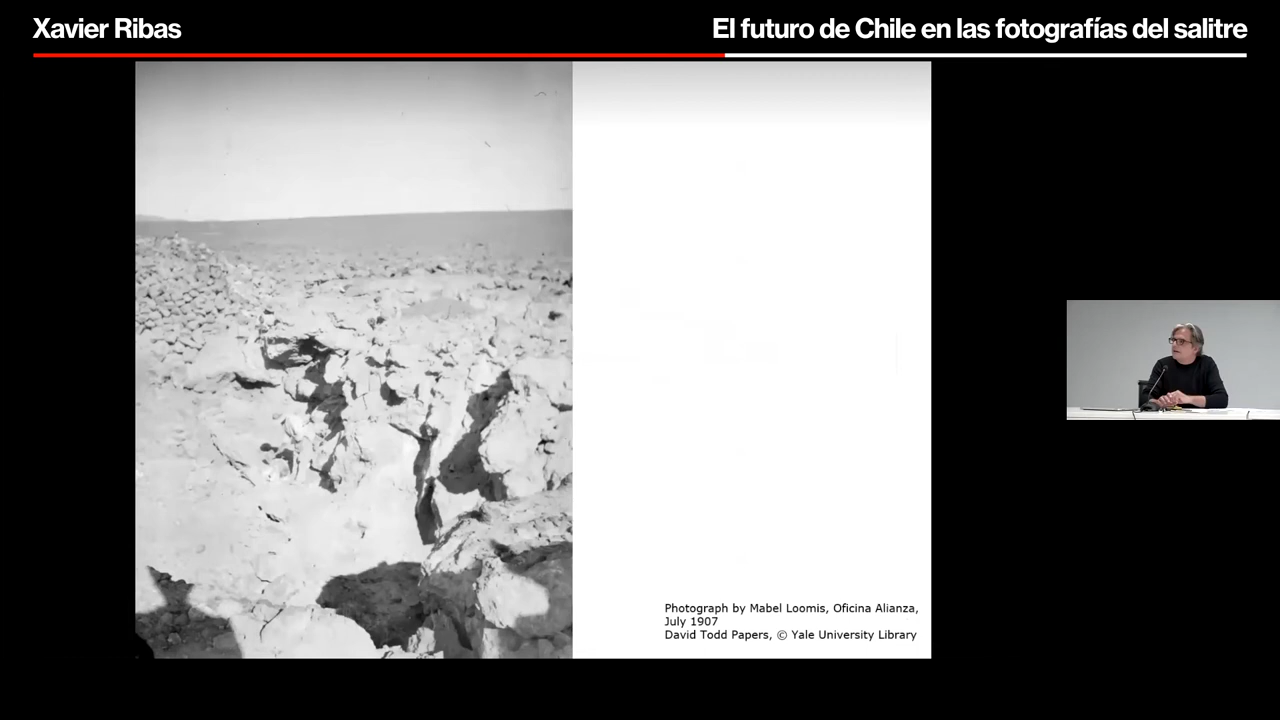 Xavier Ribas
El futuro de Chile en las fotografías del salitre
Photograph by Mabel Loomis, Oficina Alianza,
July 1907
David Todd Papers, © Yale University Library